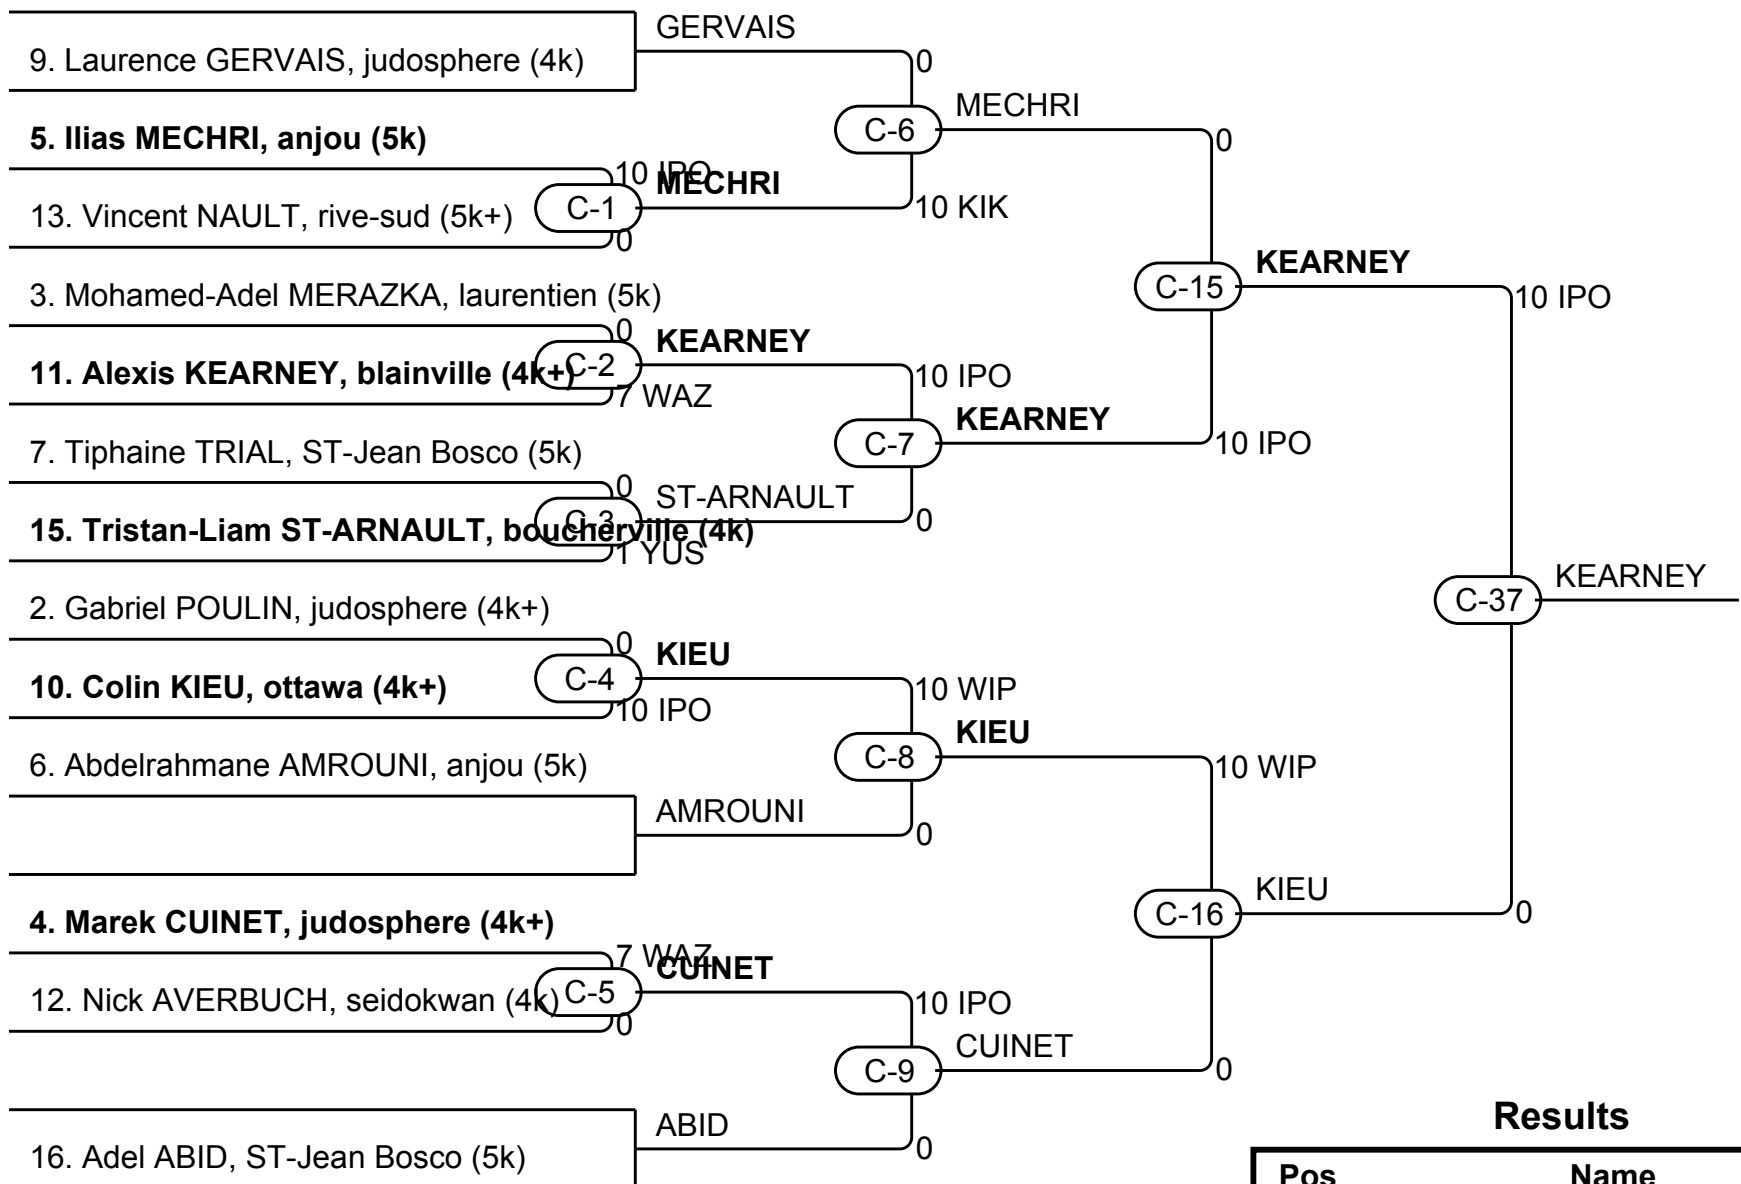 GERVAIS
9. Laurence GERVAIS, judosphere (4k)
0
MECHRI
C-6
5. Ilias MECHRI, anjou (5k)
0
10 IPO
MECHRI
C-1
10 KIK
13. Vincent NAULT, rive-sud (5k+)
0
KEARNEY
C-15
10 IPO
3. Mohamed-Adel MERAZKA, laurentien (5k)
0
KEARNEY
C-2
11. Alexis KEARNEY, blainville (4k+)
10 IPO
7 WAZ
KEARNEY
C-7
10 IPO
7. Tiphaine TRIAL, ST-Jean Bosco (5k)
0
ST-ARNAULT
C-3
0
15. Tristan-Liam ST-ARNAULT, boucherville (4k)
1 YUS
KEARNEY
C-37
2. Gabriel POULIN, judosphere (4k+)
0
KIEU
C-4
10. Colin KIEU, ottawa (4k+)
10 WIP
10 IPO
KIEU
C-8
10 WIP
6. Abdelrahmane AMROUNI, anjou (5k)
AMROUNI
0
KIEU
C-16
0
4. Marek CUINET, judosphere (4k+)
7 WAZ
CUINET
C-5
12. Nick AVERBUCH, seidokwan (4k)
10 IPO
0
CUINET
C-9
0
ABID
0
16. Adel ABID, ST-Jean Bosco (5k)
Results
Pos Name